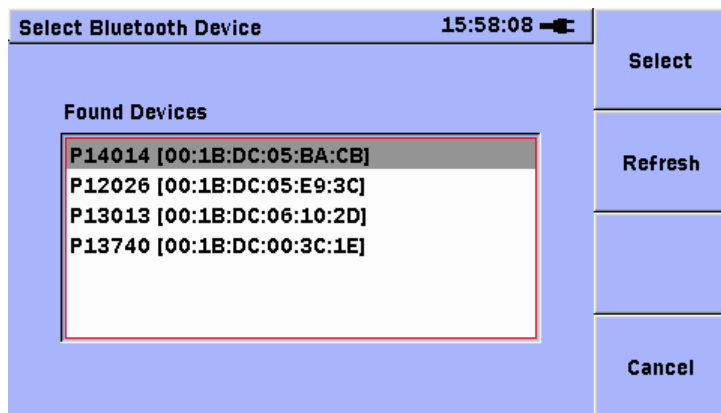 Select Bluetooth Device 15:58:08
Select
Found Devices
P14014 [00:1B:DC:05:BA:CB]
P12026 [00:1B:DC:05:E9:3C]
P13013 [00:1B:DC:06:10:2D]
P13740 [00:1B:DC:00:3C:1E]
Refresh
Cancel